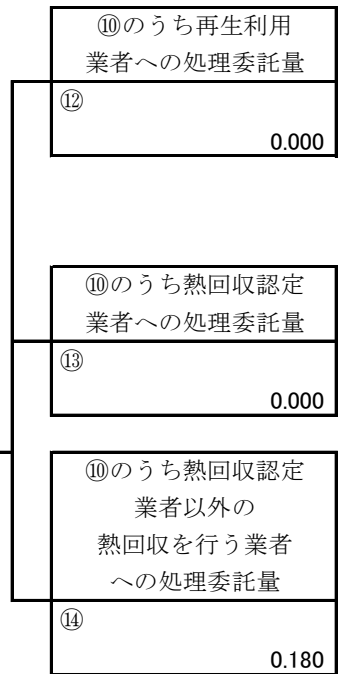 ⑩のうち再生利用
業者への処理委託量
⑫
0.000
⑩のうち熱回収認定
業者への処理委託量
⑬
0.000
⑩のうち熱回収認定
業者以外の
熱回収を行う業者
への処理委託量
⑭
0.180